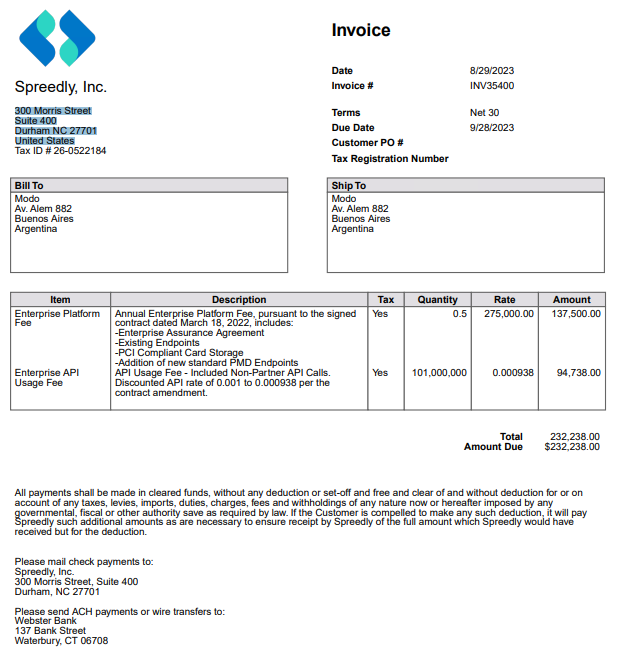 Invoice
Spreedly, Inc.
300 Morris Street
Suite 400
Durham NC 27701
United States
Tax ID # 26-0522184
Date 8/29/2023
Invoice # INV35400
Terms Net 30
Due Date 9/28/2023
Customer PO #
Tax Registration Number
Bill To
Modo
Av. Alem 882
Buenos Aires
Argentina
Ship To
Modo
Av. Alem 882
Buenos Aires
Argentina
Item Description Tax Quantity Rate Amount
Enterprise Platform Fee Annual Enterprise Platform Fee, pursuant to the signed Yes 0.5 275,000.00 137,500.00
contract dated March 18, 2022, includes:
-Enterprise Assurance Agreement
-Existing Endpoints
-PCI Compliant Card Storage
-Addition of new standard PMD Endpoints
Enterprise API Usage Fee API Usage Fee - Included Non-Partner API Calls. Yes 101,000,000 0.000938 94,738.00
Discounted API rate of 0.001 to 0.000938 per the
contract amendment.
Total 232,238.00
Amount Due $232,238.00
All payments shall be made in cleared funds, without any deduction or set-off and free and clear of and without deduction for or on
account of any taxes, levies, imports, duties, charges, fees and withholdings of any nature now or hereafter imposed by any
governmental, fiscal or other authority save as required by law. If the Customer is compelled to make any such deduction, it will pay
Spreedly such additional amounts as are necessary to ensure receipt by Spreedly of the full amount which Spreedly would have
received but for the deduction.
Please mail check payments to:
Spreedly, Inc.
300 Morris Street, Suite 400
Durham, NC 27701
Please send ACH payments or wire transfers to:
Webster Bank
137 Bank Street
Waterbury, CT 06708